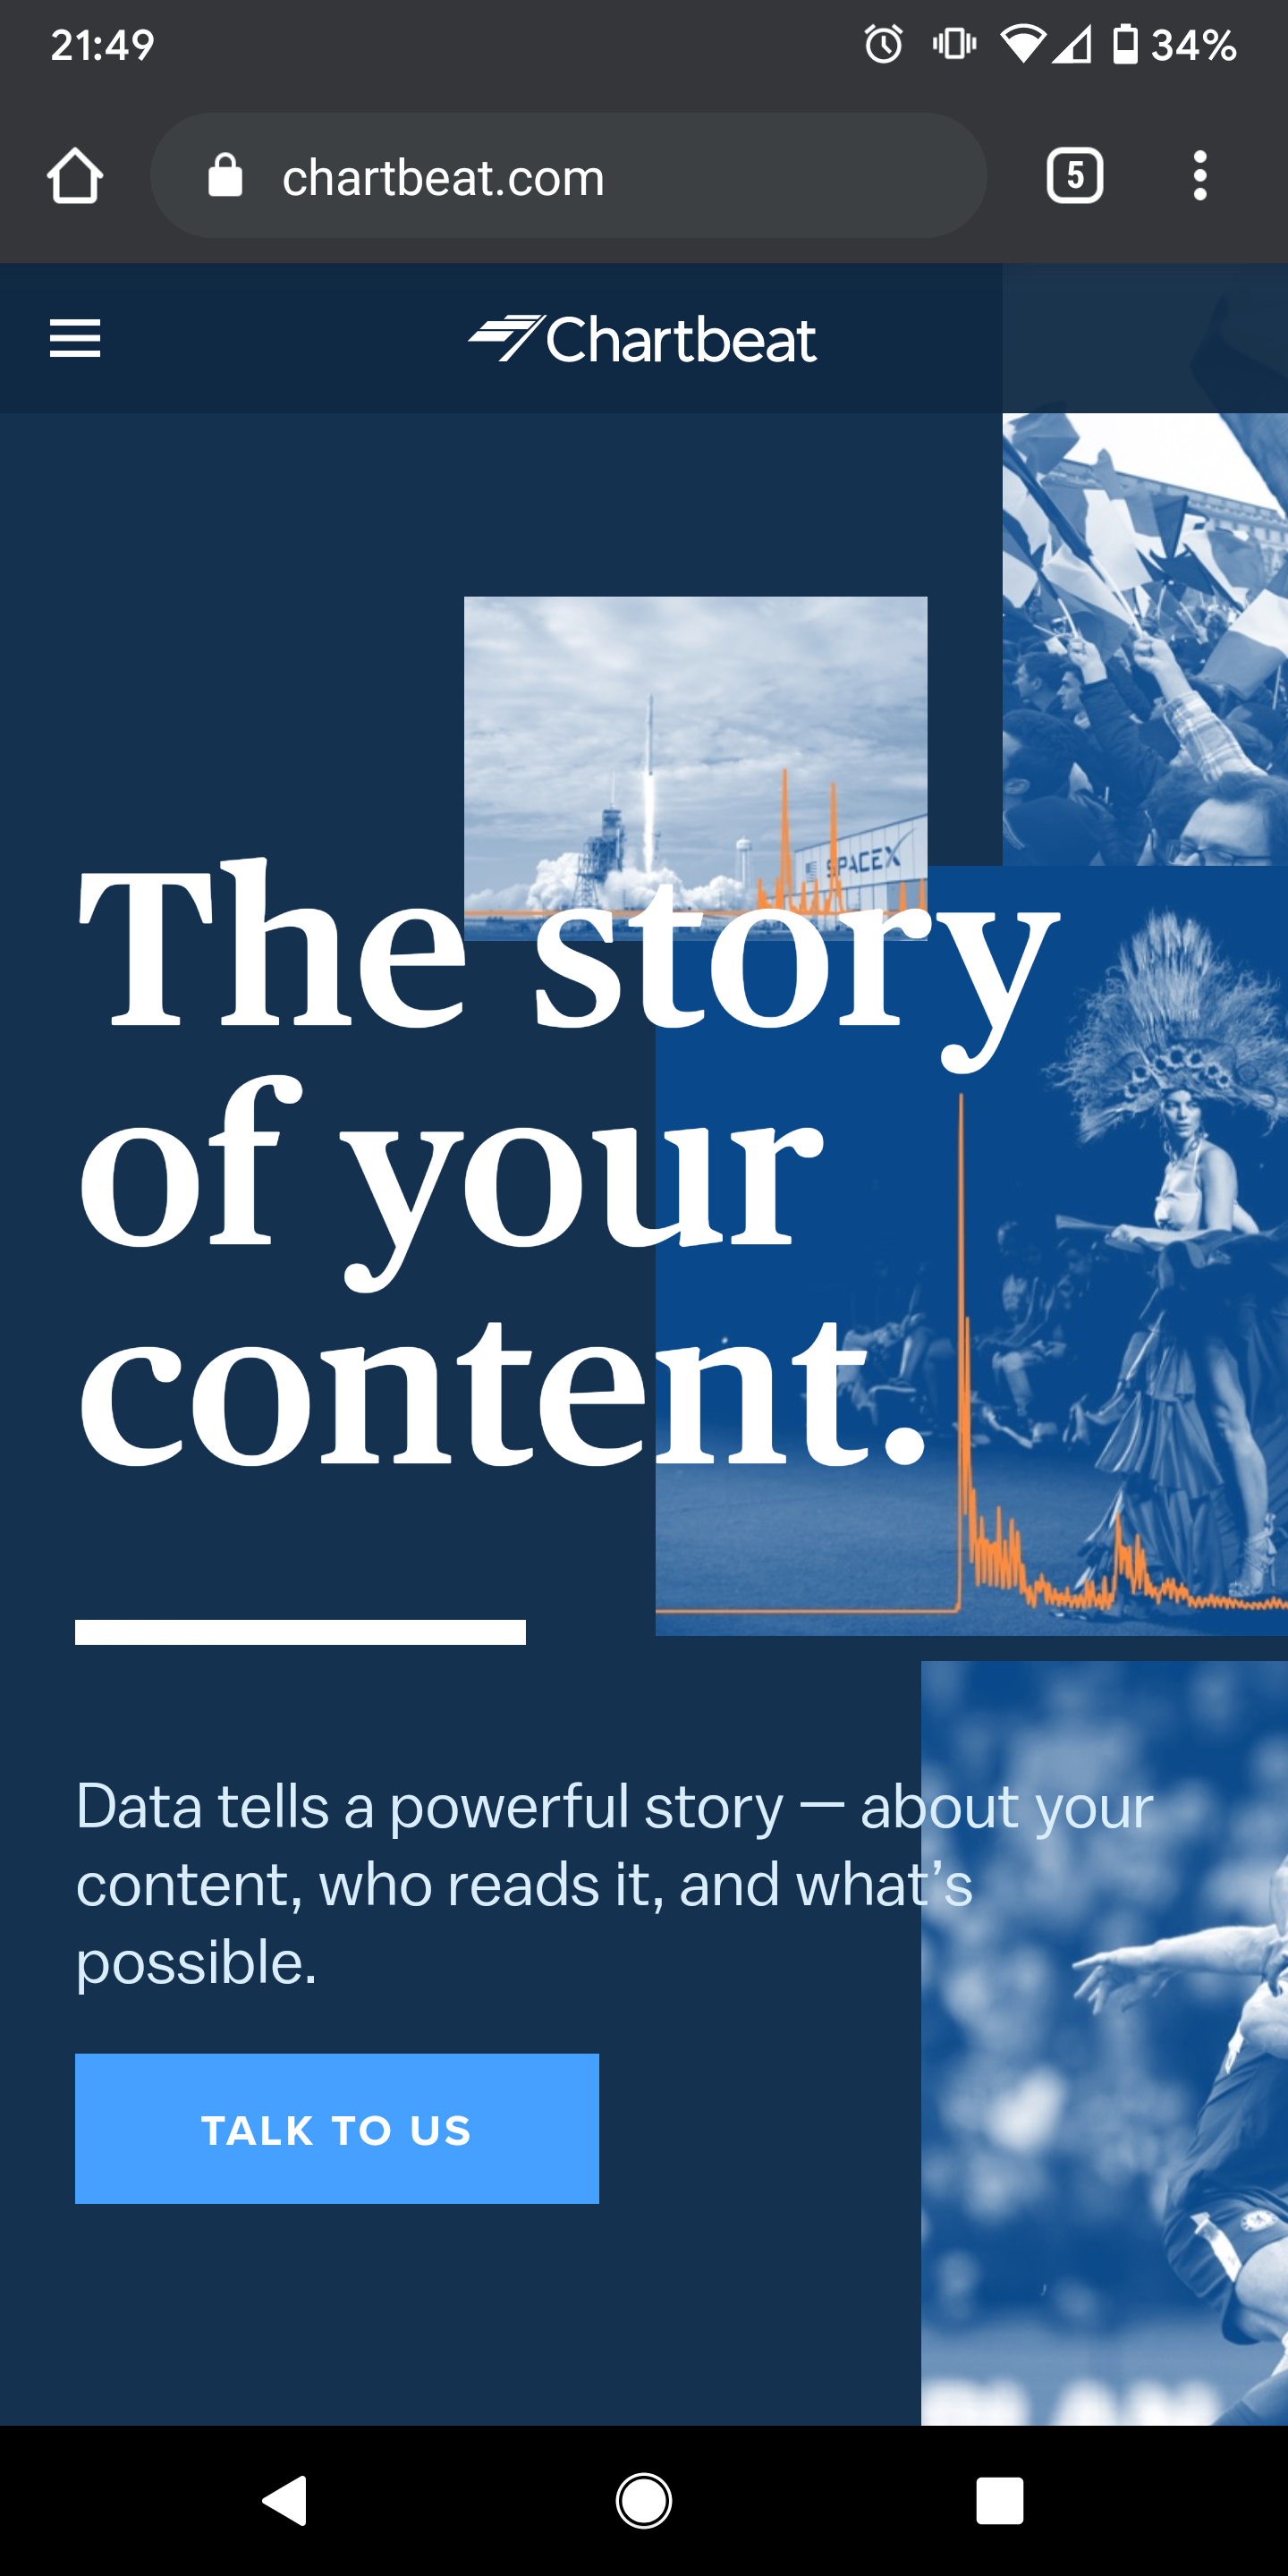 21:49
34%
chartbeat.com
5
Chartbeat
SPACEX
The story
of your
content.
Data tells a powerful story — about your
content, who reads it, and what’s
possible.
TALK TO US